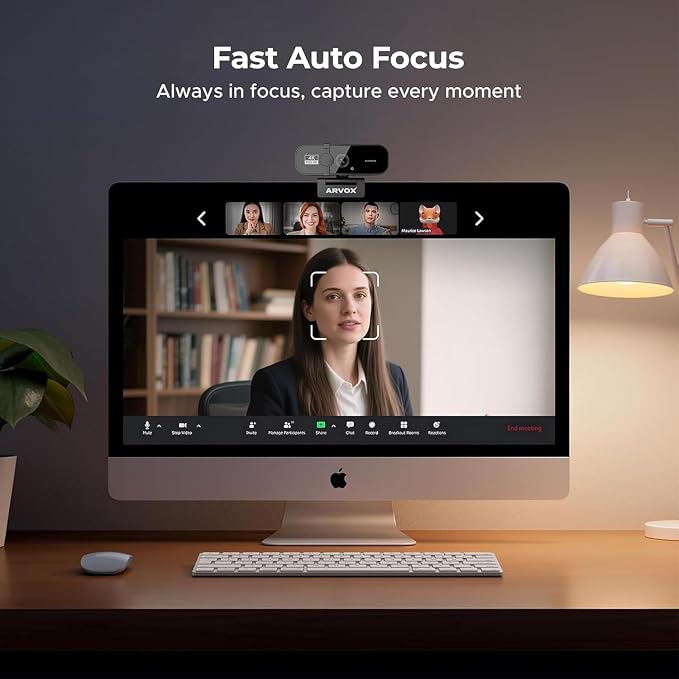 Fast Auto Focus
Always in focus, capture every moment
4K
ARVOX
Maurice Lawson
Mute
Stop Video
Invite
Manage Participants
Share
Chat
Record
Breakout Rooms
Reactions
End meeting